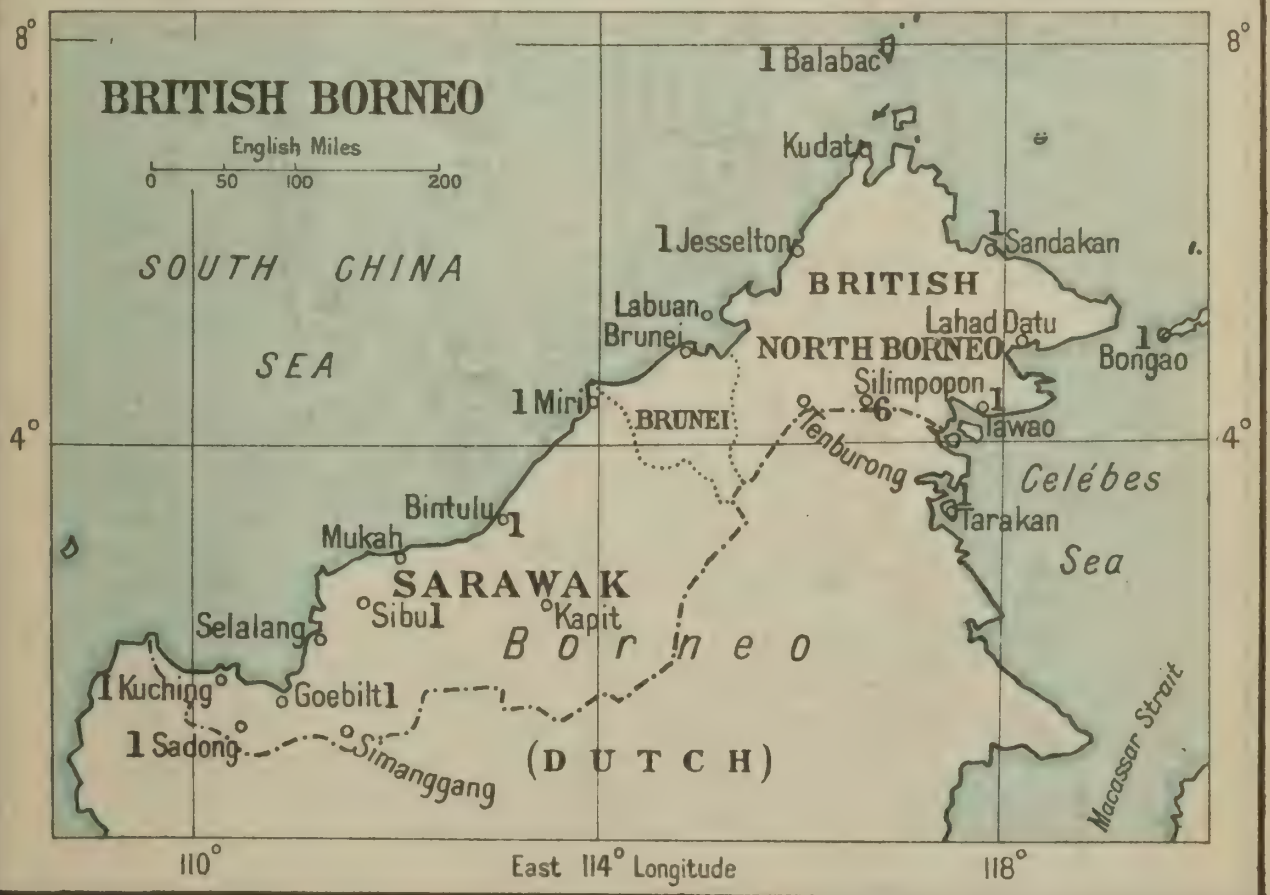 8°
8°
1 Balabac
BRITISH BORNEO
English Miles
0 50 100 200
Kudat
SOUTH CHINA
SEA
1 Jesselton
1
Sandakan
BRITISH
NORTH BORNEO
Labuan
Brunei
Lahad Datu
1
Bongao
Silimpopon
6
1
1 Miri
BRUNEI
Tawao
4°
4°
Tenburong
Celébes
Sea
Tarakan
Bintulu
1
Mukah
SARAWAK
Sibu 1
Kapit
Selalang
Borneo
1 Kuching
Goebilt 1
1 Sadong
Simanggang
(DUTCH)
Macassar Strait
110°
East 114° Longitude
118°